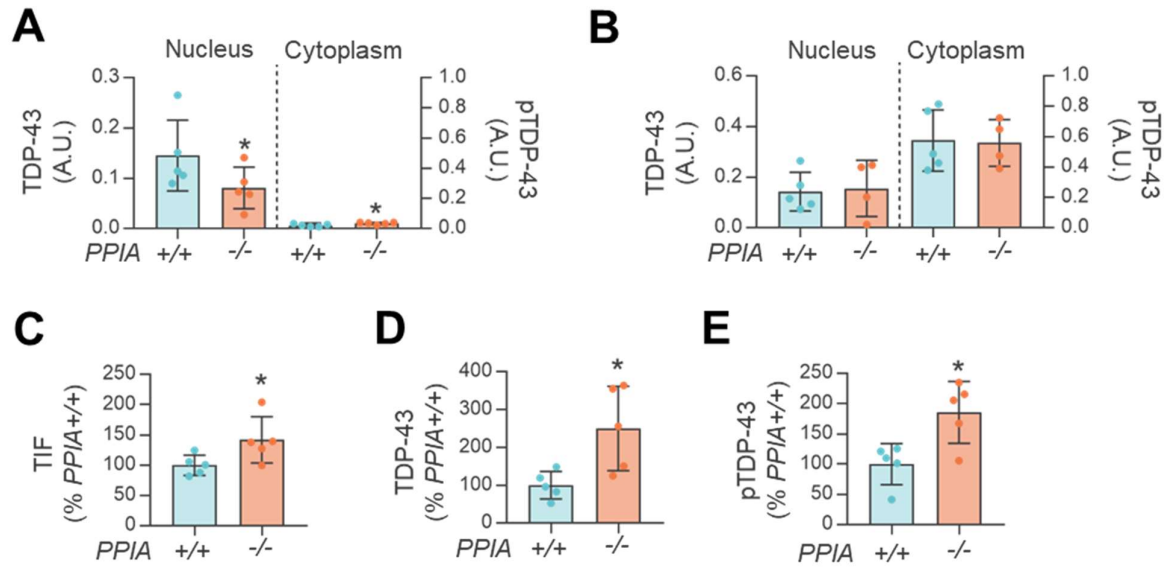 A
Nucleus Cytoplasm
TDP-43
(A.U.)
0.3
0.2
0.1
0.0
*
*
1.0
0.8
0.6
0.4
0.2
0.0
pTDP-43
(A.U.)
PPIA +/+ -/- +/+ -/-
B
Nucleus Cytoplasm
TDP-43
(A.U.)
0.6
0.4
0.2
0.0
1.0
0.8
0.6
0.4
0.2
0.0
pTDP-43
(A.U.)
PPIA +/+ -/- +/+ -/-
C
TIF
(% PPIA+/+)
250
200
150
100
50
0
*
PPIA +/+ -/-
D
TDP-43
(% PPIA+/+)
400
300
200
100
0
*
PPIA +/+ -/-
E
pTDP-43
(% PPIA+/+)
250
200
150
100
50
0
*
PPIA +/+ -/-